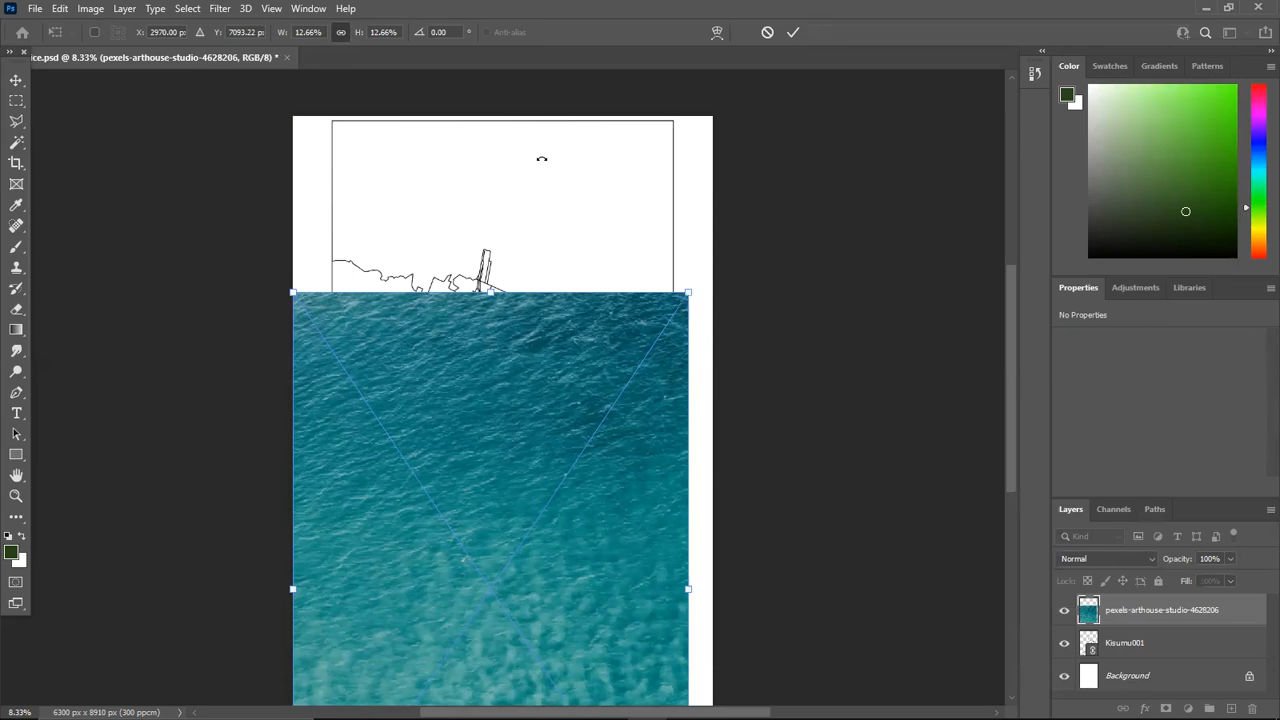 Ps File Edit Image Layer Type Select Filter 3D View Window Help
X: 2970.00 px Y: 7093.22 px W: 12.66% H: 12.66% 0.00 ° Anti-alias
ice.psd @ 8.33% (pexels-arthouse-studio-4628206, RGB/8) * ×
Color Swatches Gradients Patterns
Properties Adjustments Libraries
No Properties
Layers Channels Paths
Kind
Normal Opacity: 100%
Locks: Fill: 100%
pexels-arthouse-studio-4628206
Kisumu001
Background
8.33% 6300 px x 8910 px (300 ppcm)